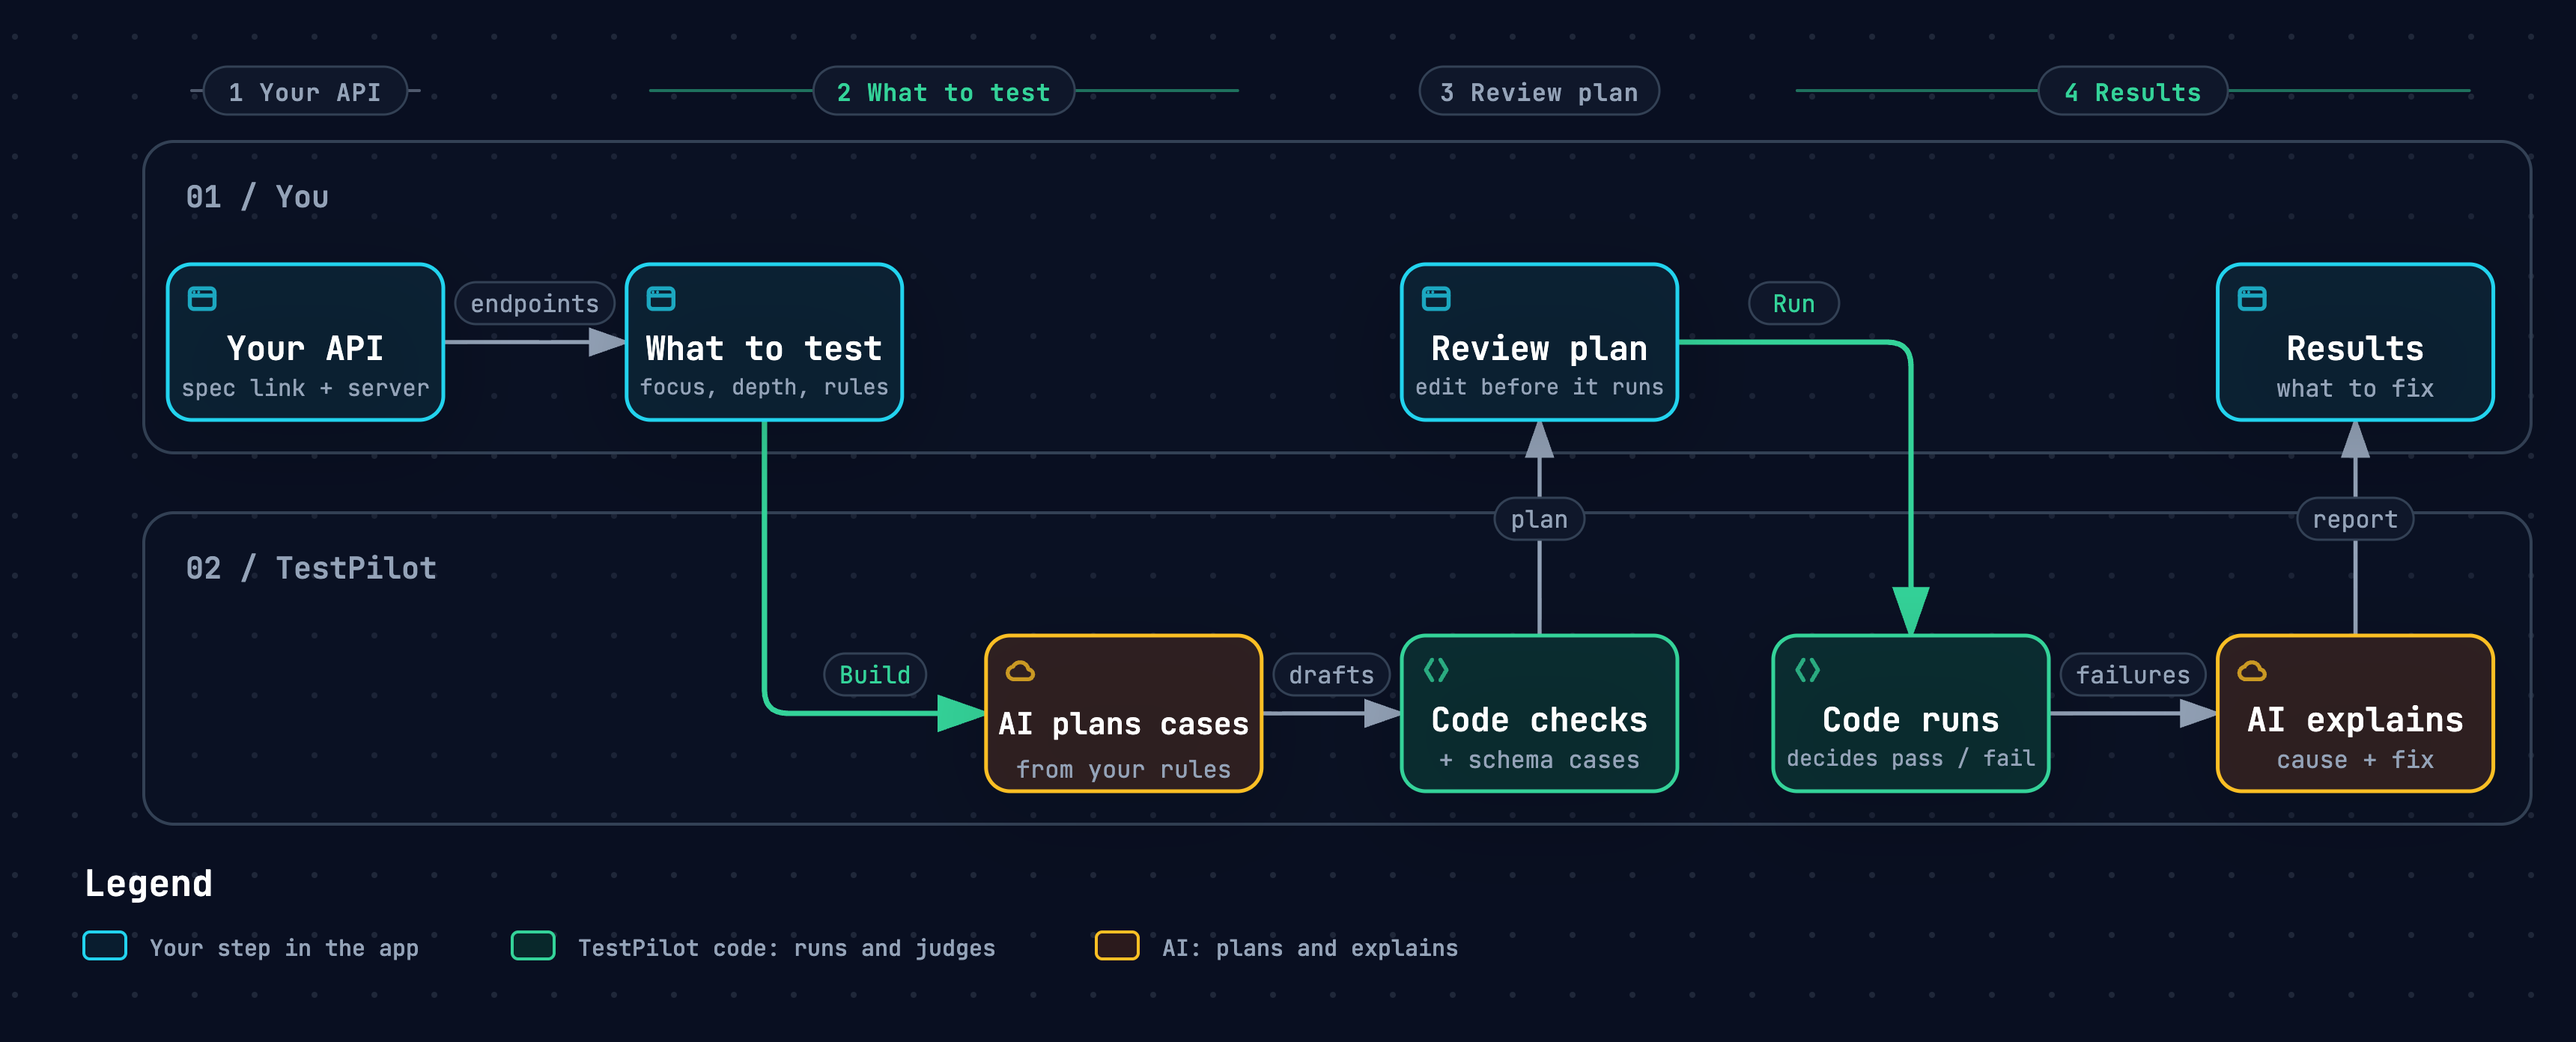 1 Your API
2 What to test
3 Review plan
4 Results
01 / You
Your API
spec link + server
endpoints
What to test
focus, depth, rules
Review plan
edit before it runs
Run
Results
what to fix
plan
report
02 / TestPilot
Build
AI plans cases
from your rules
drafts
Code checks
+ schema cases
Code runs
decides pass / fail
failures
AI explains
cause + fix
Legend
Your step in the app
TestPilot code: runs and judges
AI: plans and explains